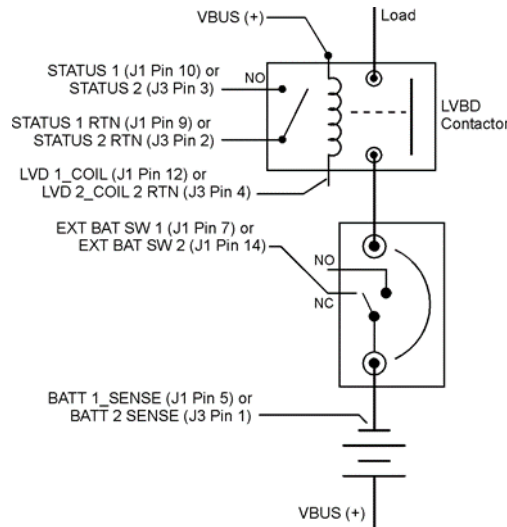 VBUS (+)
Load
STATUS 1 (J1 Pin 10) or
STATUS 2 (J3 Pin 3)
NO
STATUS 1 RTN (J1 Pin 9) or
STATUS 2 RTN (J3 Pin 2)
LVBD
Contactor
LVD 1_COIL (J1 Pin 12) or
LVD 2_COIL 2 RTN (J3 Pin 4)
EXT BAT SW 1 (J1 Pin 7) or
EXT BAT SW 2 (J1 Pin 14)
NO
NC
BATT 1_SENSE (J1 Pin 5) or
BATT 2 SENSE (J3 Pin 1)
VBUS (+)